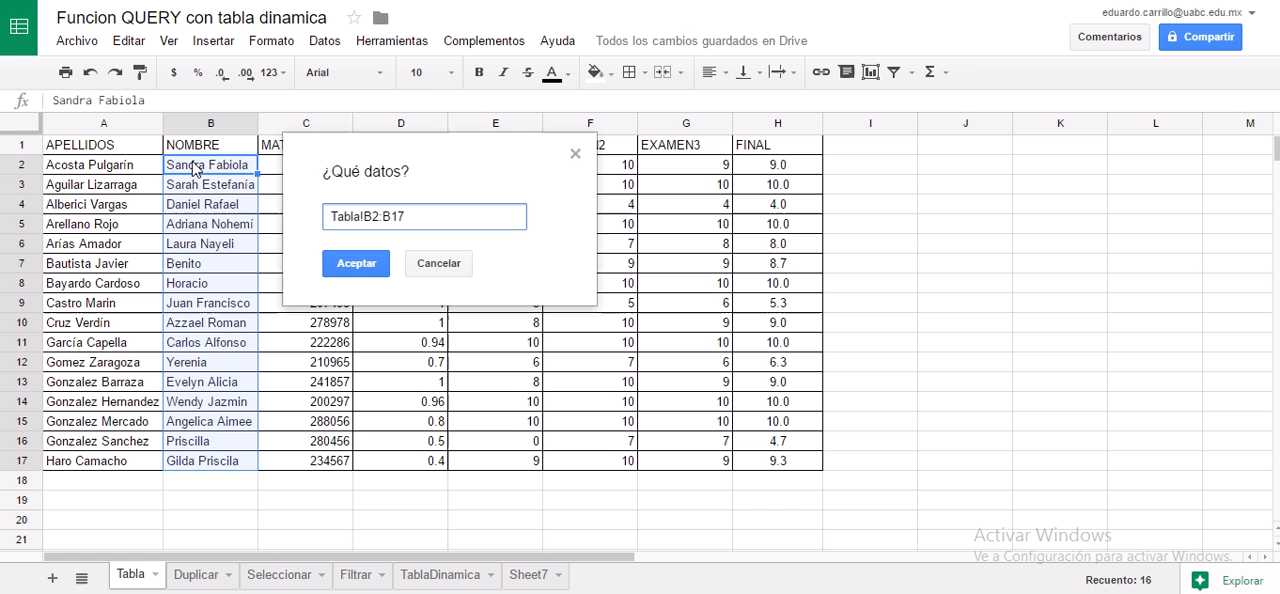 Funcion QUERY con tabla dinamica
eduardo.carrillo@uabc.edu.mx
Archivo Editar Ver Insertar Formato Datos Herramientas Complementos Ayuda Todos los cambios guardados en Drive
Comentarios Compartir
$ % .0 .00 123 Arial 10 B I S A Σ
fx Sandra Fabiola
A B C D E F G H I J K L M
1 APELLIDOS NOMBRE EXAMEN3 FINAL
2 Acosta Pulgarín Sandra Fabiola 10 9 9.0
3 Aguilar Lizarraga Sarah Estefanía 10 10 10.0
4 Alberici Vargas Daniel Rafael 4 4 4.0
5 Arellano Rojo Adriana Nohemí 10 10 10.0
6 Arías Amador Laura Nayeli 7 8 8.0
7 Bautista Javier Benito 9 9 8.7
8 Bayardo Cardoso Horacio 10 10 10.0
9 Castro Marin Juan Francisco 5 6 5.3
10 Cruz Verdín Azzael Roman 278978 1 8 10 9 9.0
11 García Capella Carlos Alfonso 222286 0.94 10 10 10 10.0
12 Gomez Zaragoza Yerenia 210965 0.7 6 7 6 6.3
13 Gonzalez Barraza Evelyn Alicia 241857 1 8 10 9 9.0
14 Gonzalez Hernandez Wendy Jazmin 200297 0.96 10 10 10 10.0
15 Gonzalez Mercado Angelica Aimee 288056 0.8 10 10 10 10.0
16 Gonzalez Sanchez Priscilla 280456 0.5 0 7 7 4.7
17 Haro Camacho Gilda Priscila 234567 0.4 9 10 9 9.3
18
19
20
21
¿Qué datos?
Tabla!B2:B17
Aceptar Cancelar
Activar Windows
Ve a Configuración para activar Windows.
Tabla Duplicar Seleccionar Filtrar TablaDinamica Sheet7 Recuento: 16 Explorar